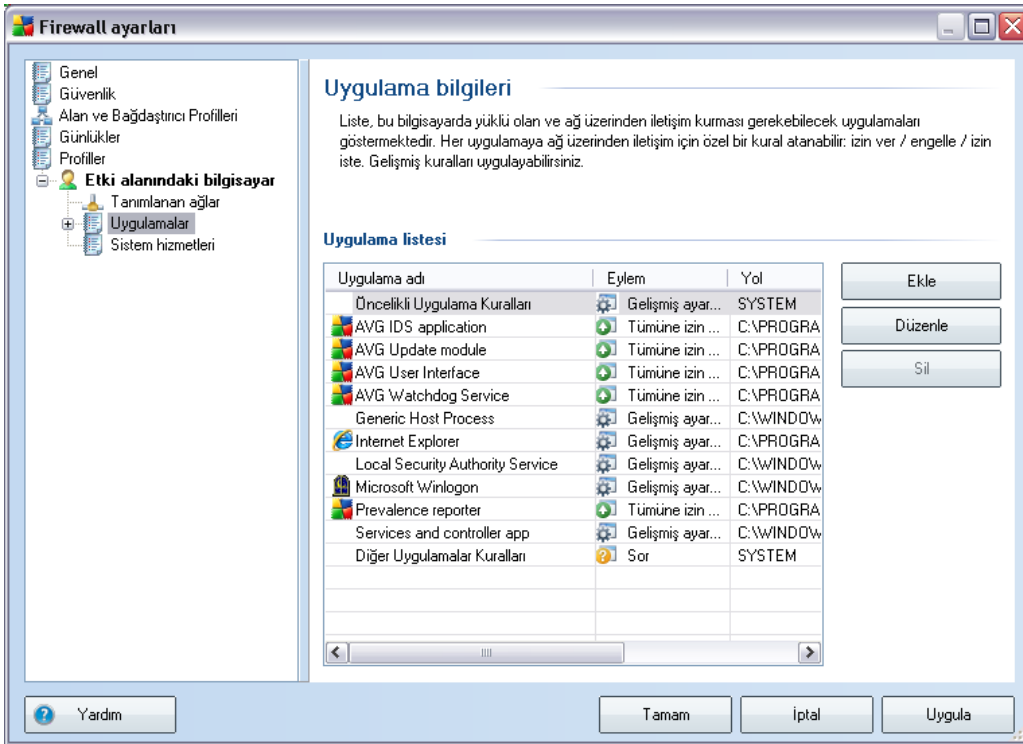 Firewall ayarları
Genel
Güvenlik
Alan ve Bağdaştırıcı Profilleri
Günlükler
Profiller
Etki alanındaki bilgisayar
Tanımlanan ağlar
Uygulamalar
Sistem hizmetleri
Uygulama bilgileri
Liste, bu bilgisayarda yüklü olan ve ağ üzerinden iletişim kurması gerekebilecek uygulamaları
göstermektedir. Her uygulamaya ağ üzerinden iletişim için özel bir kural atanabilir: izin ver / engelle / izin
iste. Gelişmiş kuralları uygulayabilirsiniz.
Uygulama listesi
Uygulama adı Eylem Yol
Öncelikli Uygulama Kuralları Gelişmiş ayar... SYSTEM
AVG IDS application Tümüne izin ... C:\PROGRA
AVG Update module Tümüne izin ... C:\PROGRA
AVG User Interface Tümüne izin ... C:\PROGRA
AVG Watchdog Service Tümüne izin ... C:\PROGRA
Generic Host Process Gelişmiş ayar... C:\WINDOW
Internet Explorer Gelişmiş ayar... C:\PROGRA
Local Security Authority Service Gelişmiş ayar... C:\WINDOW
Microsoft Winlogon Gelişmiş ayar... C:\WINDOW
Prevalence reporter Tümüne izin ... C:\PROGRA
Services and controller app Gelişmiş ayar... C:\WINDOW
Diğer Uygulamalar Kuralları Sor SYSTEM
Ekle
Düzenle
Sil
Yardım
Tamam
İptal
Uygula